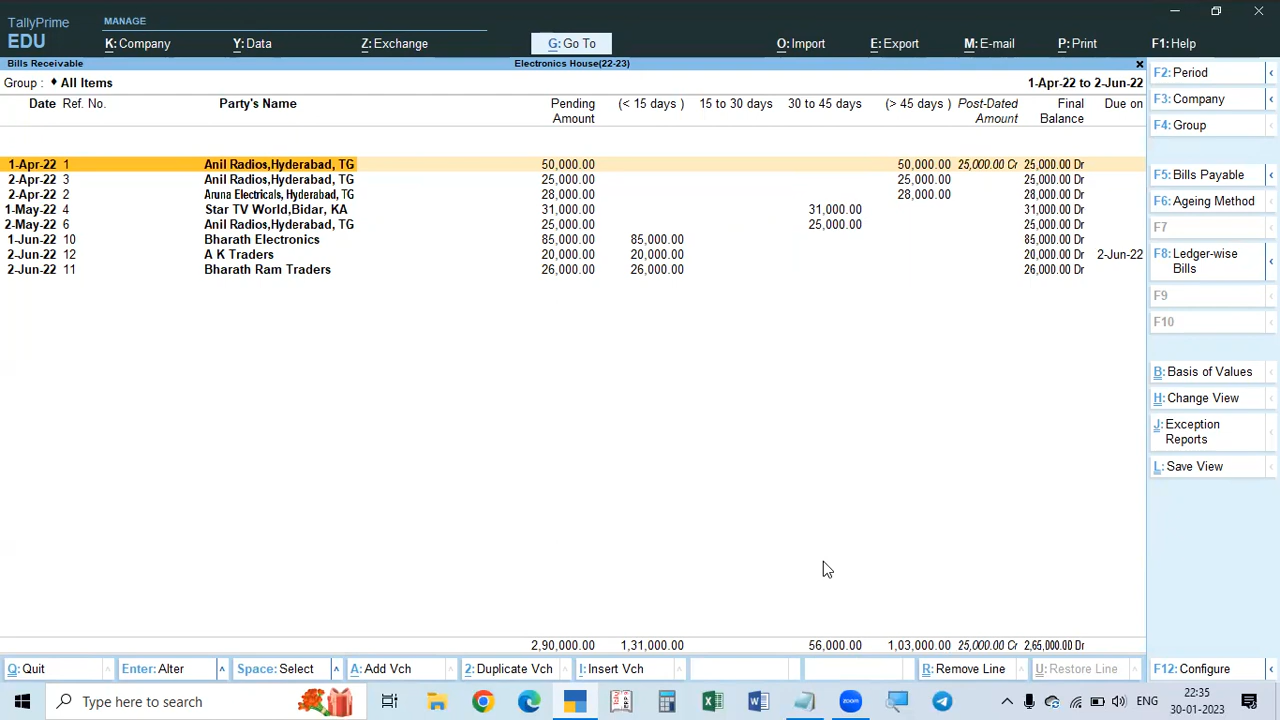 TallyPrime
EDU
MANAGE
K: Company Y: Data Z: Exchange G: Go To O: Import E: Export M: E-mail P: Print F1: Help
Bills Receivable Electronics House(22-23)
Group : ♦ All Items 1-Apr-22 to 2-Jun-22
Date Ref. No. Party's Name Pending Amount (< 15 days ) 15 to 30 days 30 to 45 days (> 45 days ) Post-Dated Amount Final Balance Due on
1-Apr-22 1 Anil Radios,Hyderabad, TG 50,000.00 50,000.00 25,000.00 Cr 25,000.00 Dr
2-Apr-22 3 Anil Radios,Hyderabad, TG 25,000.00 25,000.00 25,000.00 Dr
2-Apr-22 2 Aruna Electricals, Hyderabad, TG 28,000.00 28,000.00 28,000.00 Dr
1-May-22 4 Star TV World,Bidar, KA 31,000.00 31,000.00 31,000.00 Dr
2-May-22 6 Anil Radios,Hyderabad, TG 25,000.00 25,000.00 25,000.00 Dr
1-Jun-22 10 Bharath Electronics 85,000.00 85,000.00 85,000.00 Dr
2-Jun-22 12 A K Traders 20,000.00 20,000.00 20,000.00 Dr 2-Jun-22
2-Jun-22 11 Bharath Ram Traders 26,000.00 26,000.00 26,000.00 Dr
2,90,000.00 1,31,000.00 56,000.00 1,03,000.00 25,000.00 Cr 2,65,000.00 Dr
F2: Period
F3: Company
F4: Group
F5: Bills Payable
F6: Ageing Method
F7
F8: Ledger-wise
Bills
F9
F10
B: Basis of Values
H: Change View
J: Exception
Reports
L: Save View
Q: Quit Enter: Alter Space: Select A: Add Vch 2: Duplicate Vch I: Insert Vch R: Remove Line U: Restore Line F12: Configure
Type here to search zoom ENG 22:35
30-01-2023